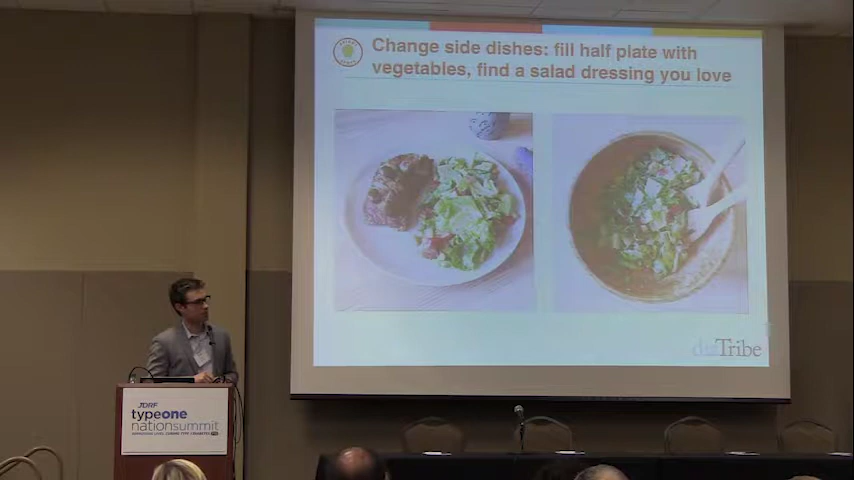 Change side dishes: fill half plate with
vegetables, find a salad dressing you love
diaTribe
JDRF
typeone
nationsummit